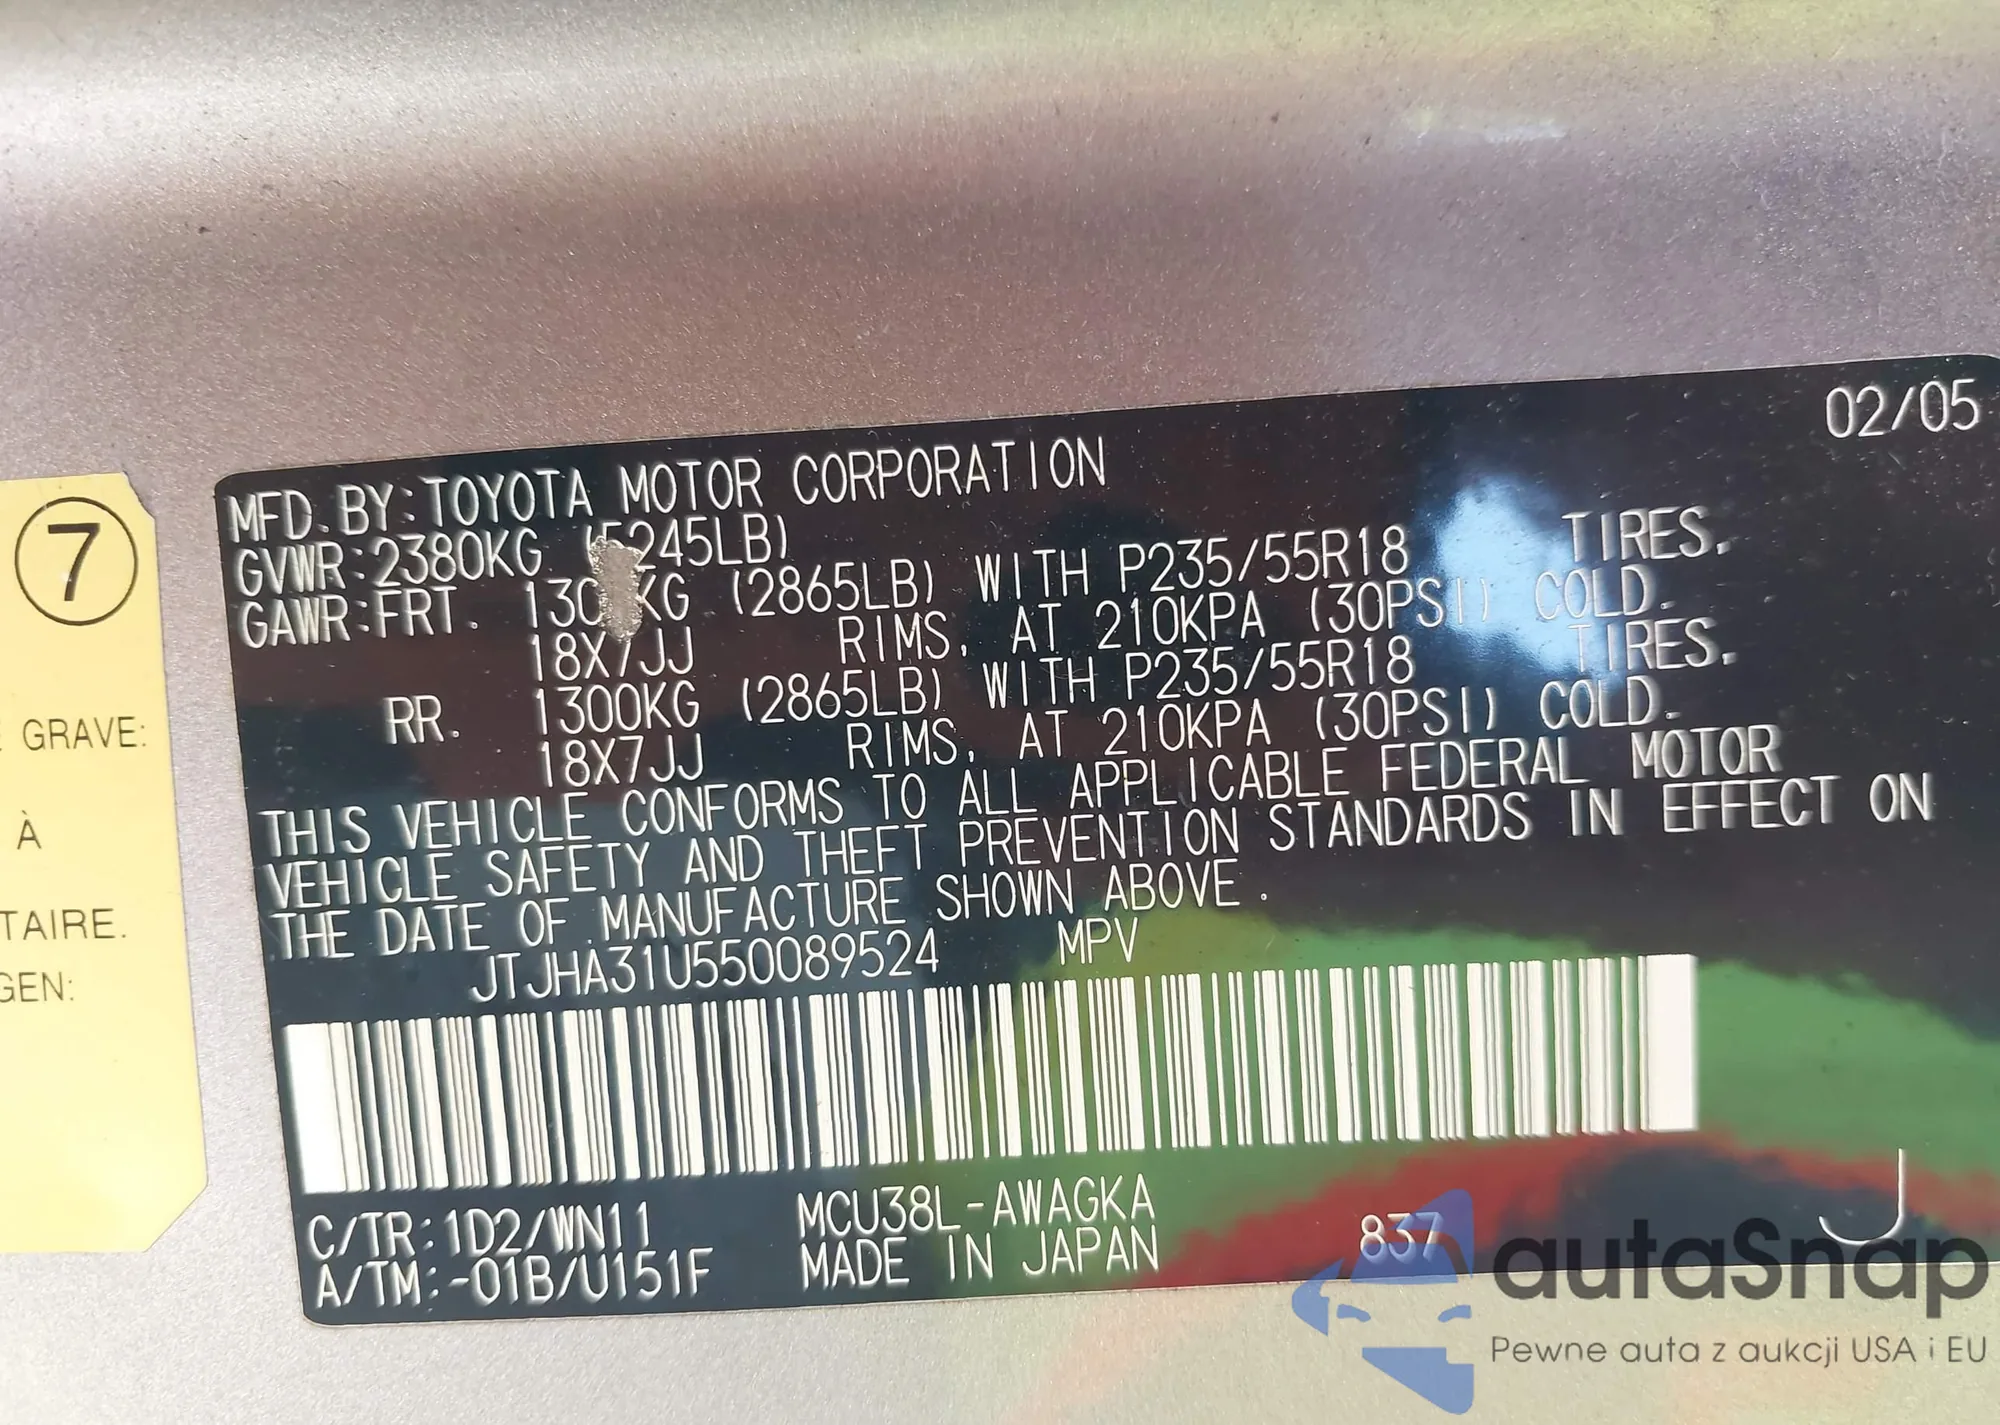 02/05
MFD. BY: TOYOTA MOTOR CORPORATION
GVWR: 2380KG (5245LB)
GAWR: FRT. 1300KG (2865LB) WITH P235/55R18 TIRES.
18X7JJ RIMS, AT 210KPA (30PSI) COLD.
RR. 1300KG (2865LB) WITH P235/55R18 TIRES.
18X7JJ RIMS, AT 210KPA (30PSI) COLD.
THIS VEHICLE CONFORMS TO ALL APPLICABLE FEDERAL MOTOR
VEHICLE SAFETY AND THEFT PREVENTION STANDARDS IN EFFECT ON
THE DATE OF MANUFACTURE SHOWN ABOVE.
JTJHA31U550089524 MPV
C/TR: 1D2/WN11 MCU38L-AWAGKA 837 J
A/TM: -01B/U151F MADE IN JAPAN
7
GRAVE:
À
TAIRE.
GEN:
autaSnap
Pewne auta z aukcji USA i EU